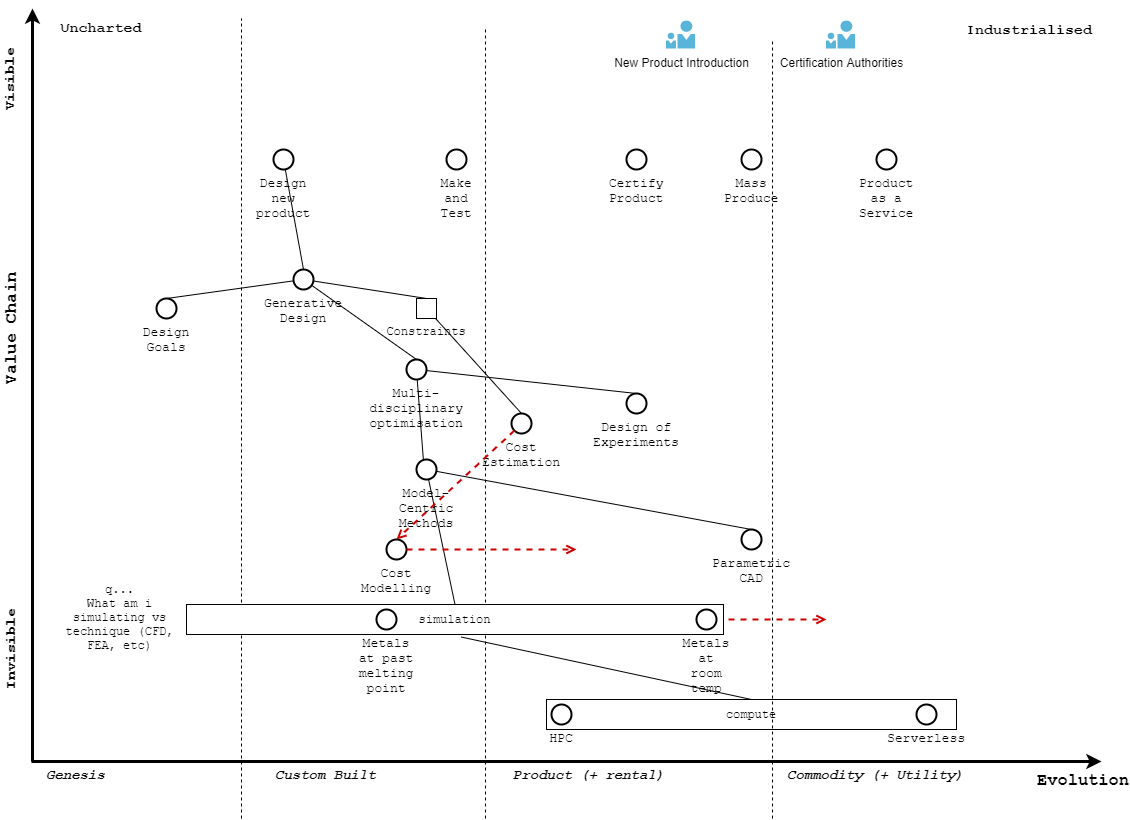 Uncharted
Industrialised
New Product Introduction
Certification Authorities
Visible
Value Chain
Invisible
Design
new
product
Make
and
Test
Certify
Product
Mass
Produce
Product
as a
Service
Generative
Design
Design
Goals
Constraints
Multi-
disciplinary
optimisation
Design of
Experiments
Cost
Estimation
Model-
Centric
Methods
Parametric
CAD
Cost
Modelling
q...
What am i
simulating vs
technique (CFD,
FEA, etc)
simulation
Metals
at past
melting
point
Metals
at
room
temp
compute
HPC
Serverless
Genesis
Custom Built
Product (+ rental)
Commodity (+ Utility)
Evolution